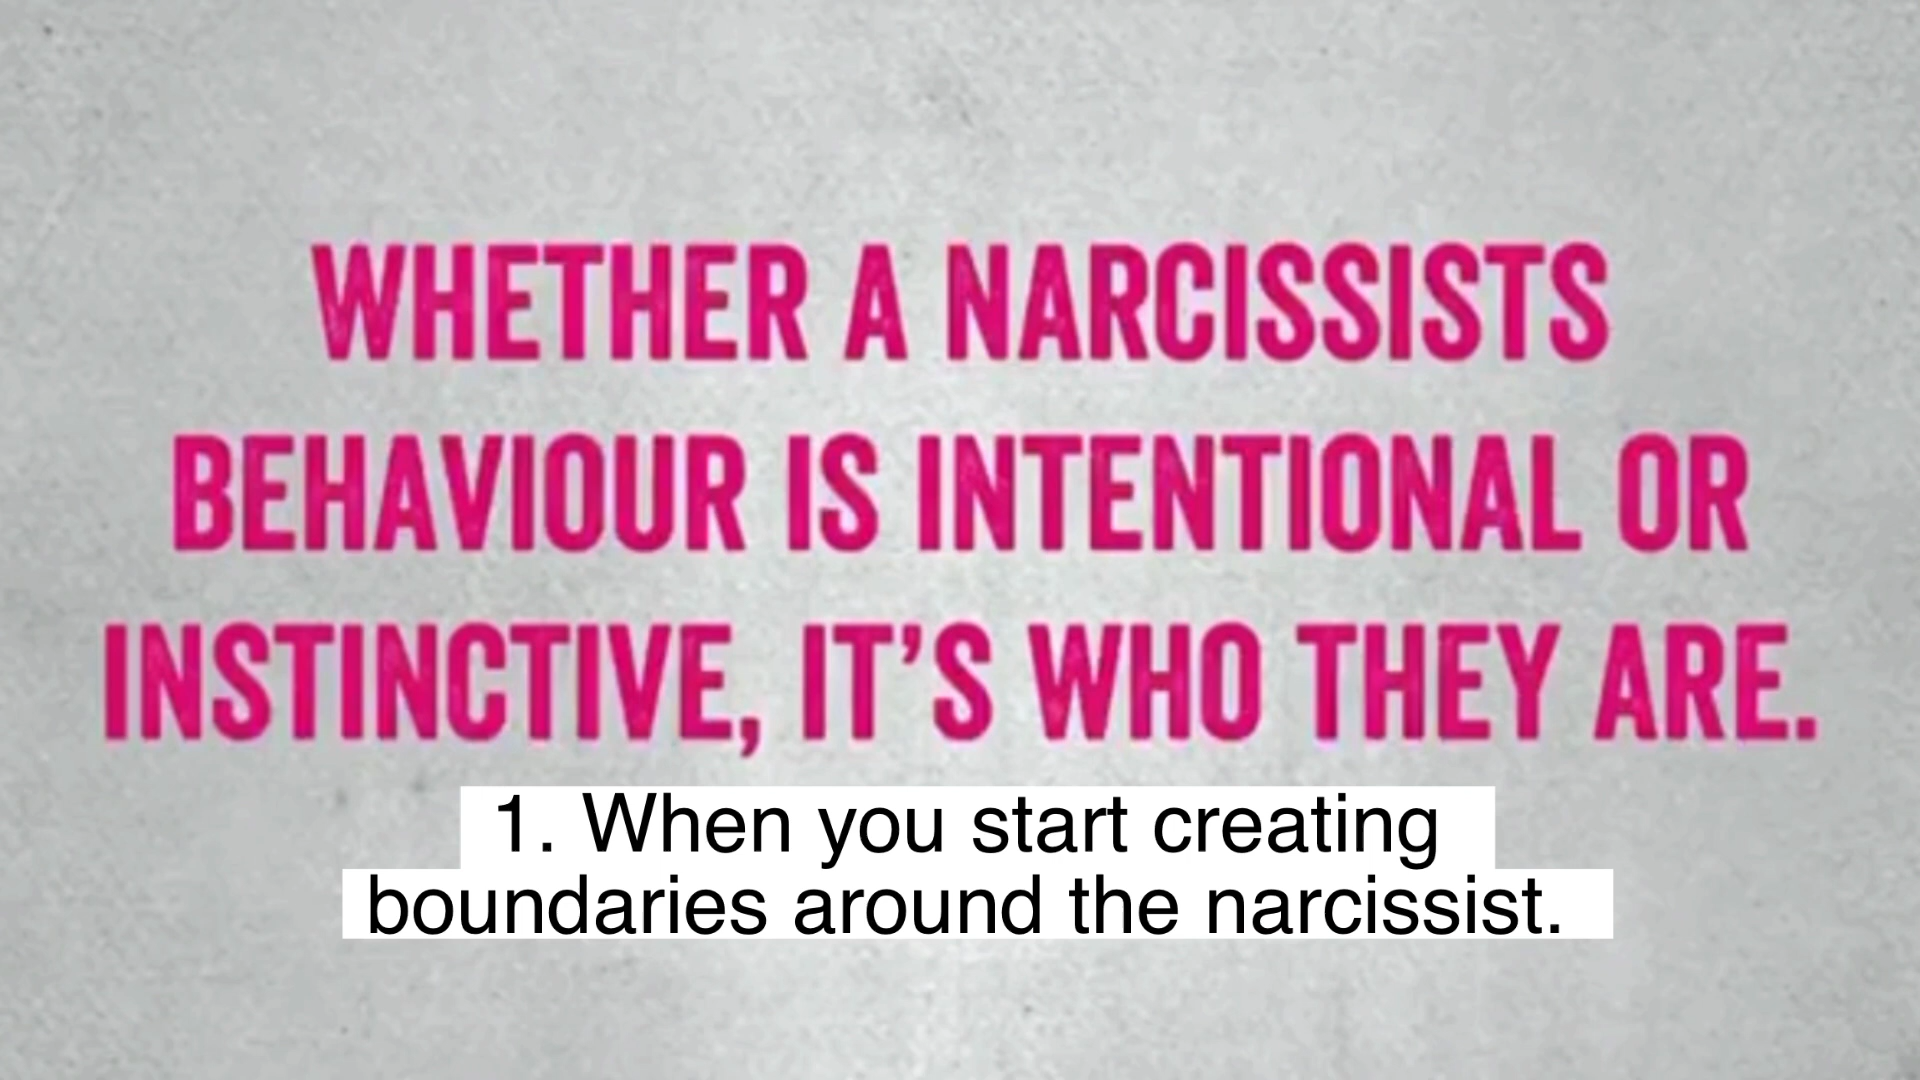 WHETHER A NARCISSISTS
BEHAVIOUR IS INTENTIONAL OR
INSTINCTIVE, IT’S WHO THEY ARE.
1. When you start creating
boundaries around the narcissist.